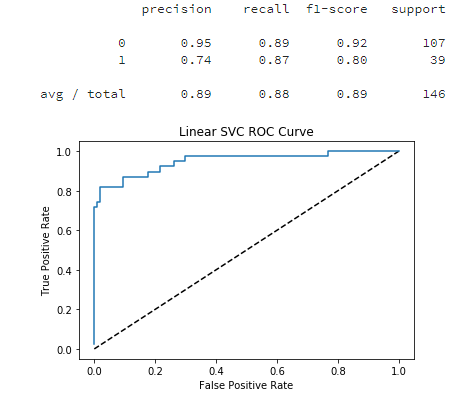 precision recall f1-score support
0 0.95 0.89 0.92 107
1 0.74 0.87 0.80 39
avg / total 0.89 0.88 0.89 146
Linear SVC ROC Curve
1.0
0.8
0.6
0.4
0.2
0.0
True Positive Rate
0.0 0.2 0.4 0.6 0.8 1.0
False Positive Rate